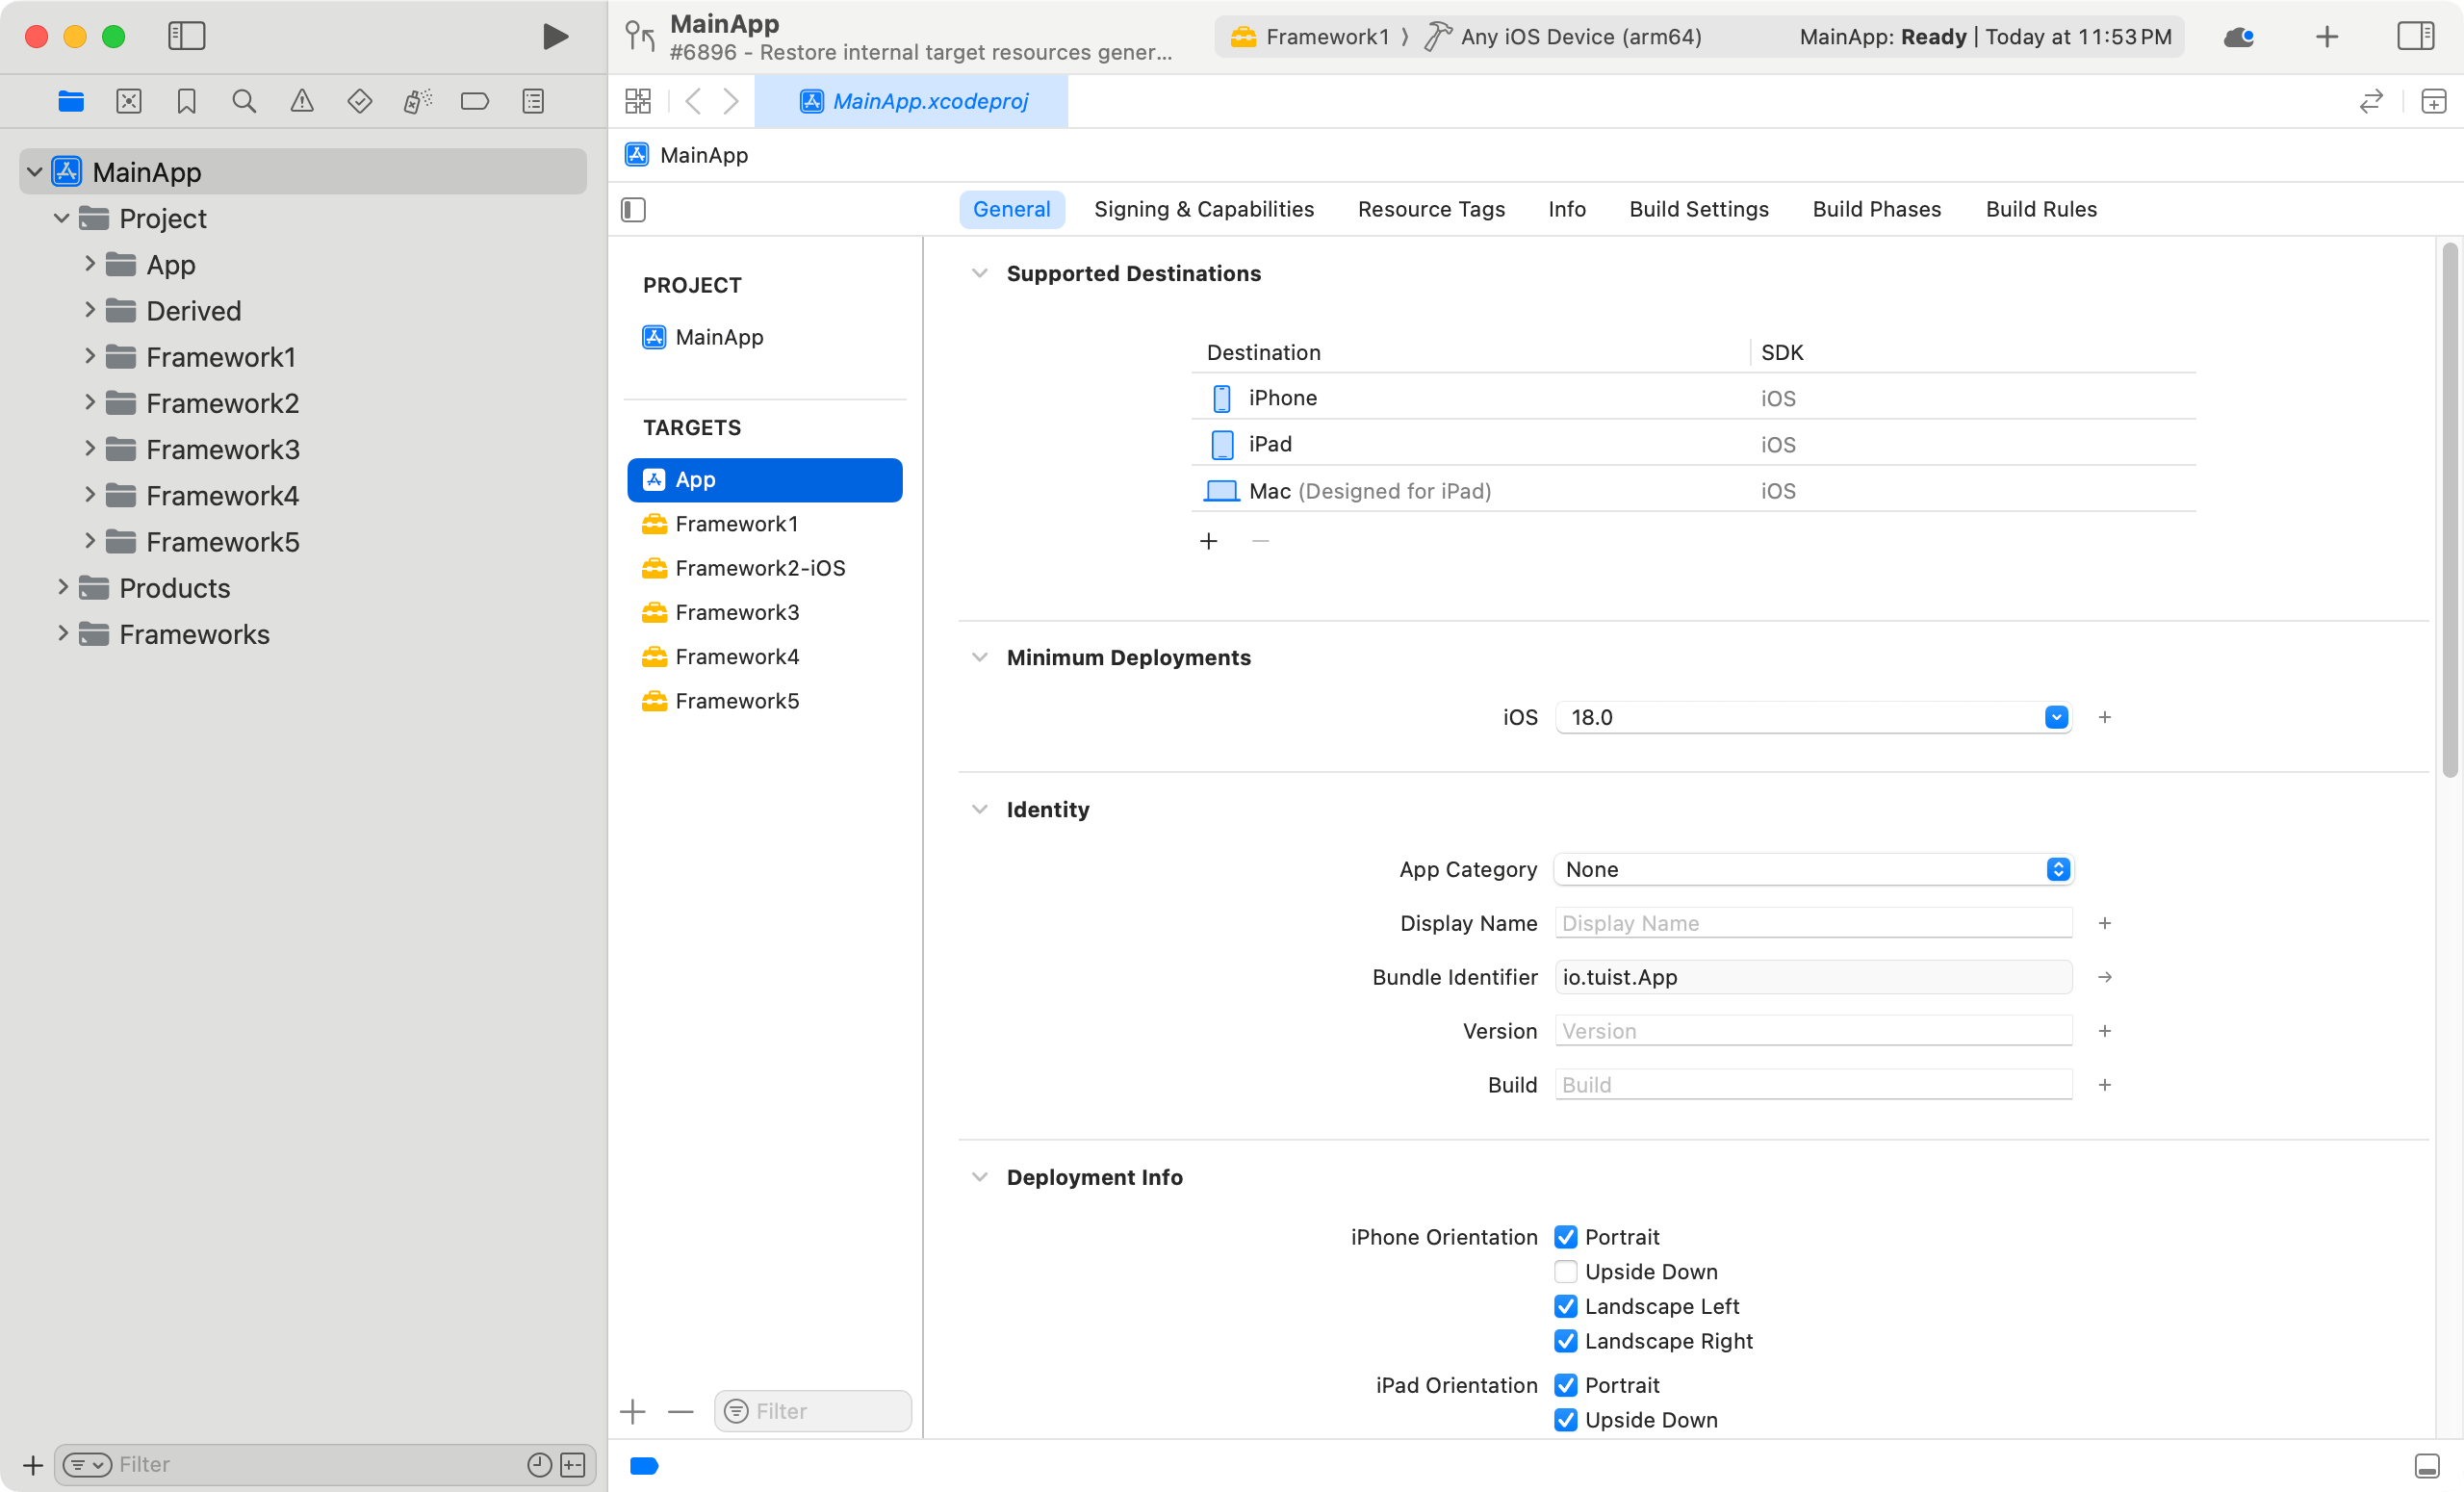 MainApp
#6896 - Restore internal target resources gener...
Framework1 ⟩ Any iOS Device (arm64)
MainApp: Ready | Today at 11:53 PM
MainApp.xcodeproj
MainApp
MainApp
Project
App
Derived
Framework1
Framework2
Framework3
Framework4
Framework5
Products
Frameworks
Filter
General Signing & Capabilities Resource Tags Info Build Settings Build Phases Build Rules
PROJECT
MainApp
TARGETS
App
Framework1
Framework2-iOS
Framework3
Framework4
Framework5
Filter
Supported Destinations
Destination SDK
iPhone iOS
iPad iOS
Mac (Designed for iPad) iOS
Minimum Deployments
iOS 18.0
Identity
App Category None
Display Name Display Name
Bundle Identifier io.tuist.App
Version Version
Build Build
Deployment Info
iPhone Orientation Portrait
Upside Down
Landscape Left
Landscape Right
iPad Orientation Portrait
Upside Down